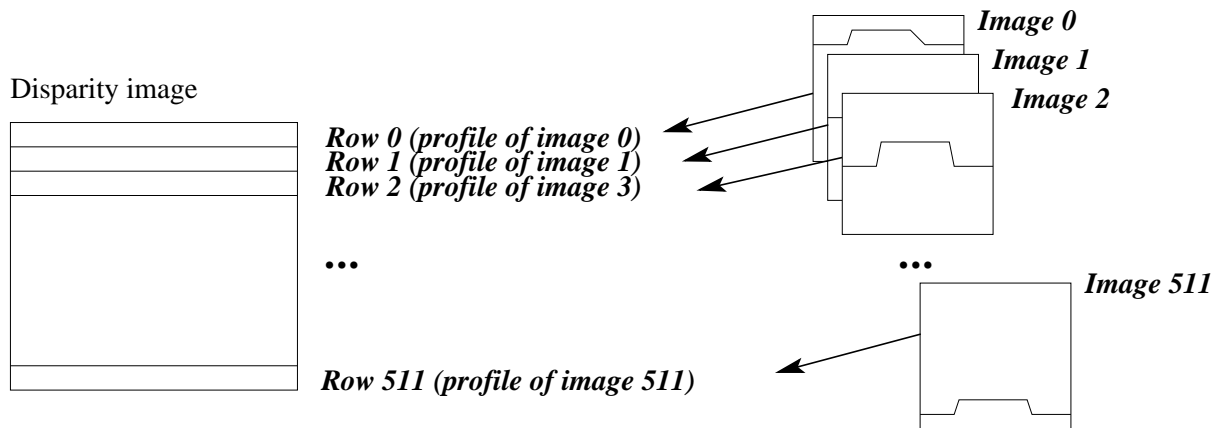 Disparity image
Row 0 (profile of image 0)
Row 1 (profile of image 1)
Row 2 (profile of image 3)
...
Row 511 (profile of image 511)
Image 0
Image 1
Image 2
...
Image 511